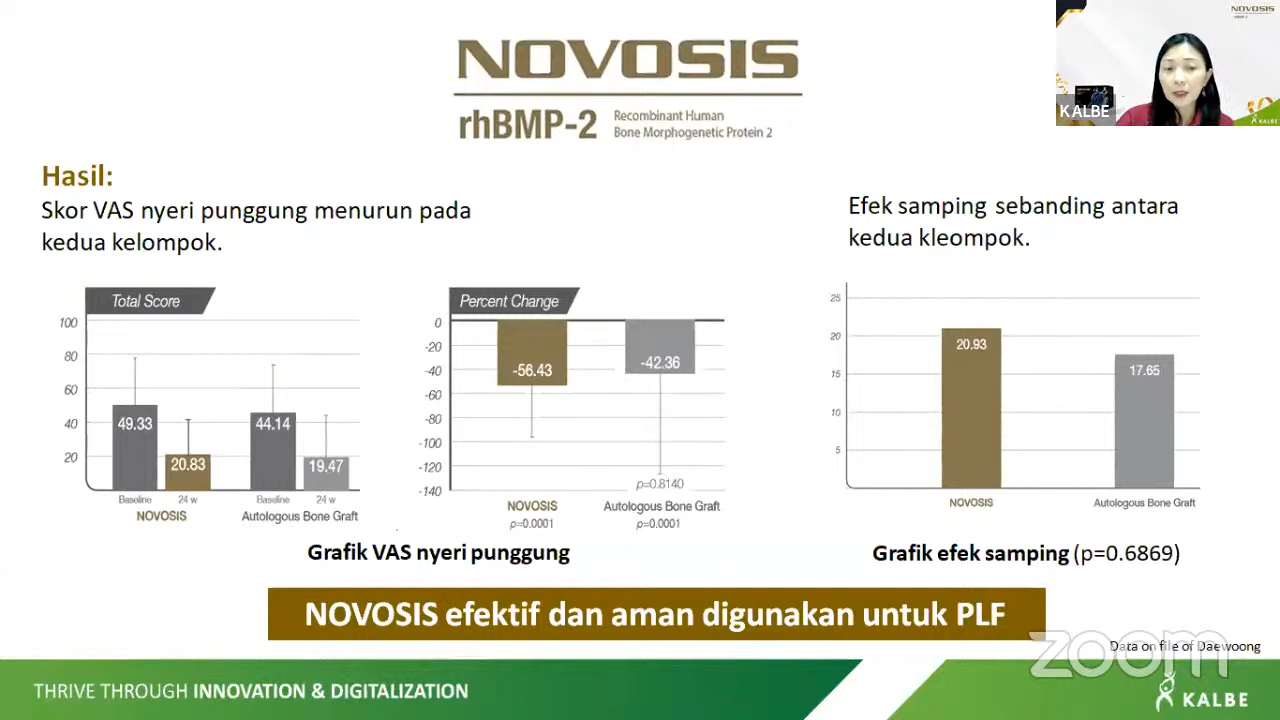 NOVOSIS
rhBMP-2
Recombinant Human
Bone Morphogenetic Protein 2
NOVOSIS
KALBE
KALBE
Hasil:
Skor VAS nyeri punggung menurun pada
kedua kelompok.
Efek samping sebanding antara
kedua kleompok.
Total Score
100
80
60
40
20
49.33
20.83
44.14
19.47
Baseline
24 w
Baseline
24 w
NOVOSIS
Autologous Bone Graft
Percent Change
0
-20
-40
-60
-80
-100
-120
-140
-56.43
-42.36
p=0.8140
NOVOSIS
Autologous Bone Graft
p=0.0001
p=0.0001
Grafik VAS nyeri punggung
25
20
15
10
5
20.93
17.65
NOVOSIS
Autologous Bone Graft
Grafik efek samping (p=0.6869)
NOVOSIS efektif dan aman digunakan untuk PLF
Data on file of Daewoong
zoom
THRIVE THROUGH INNOVATION & DIGITALIZATION
KALBE